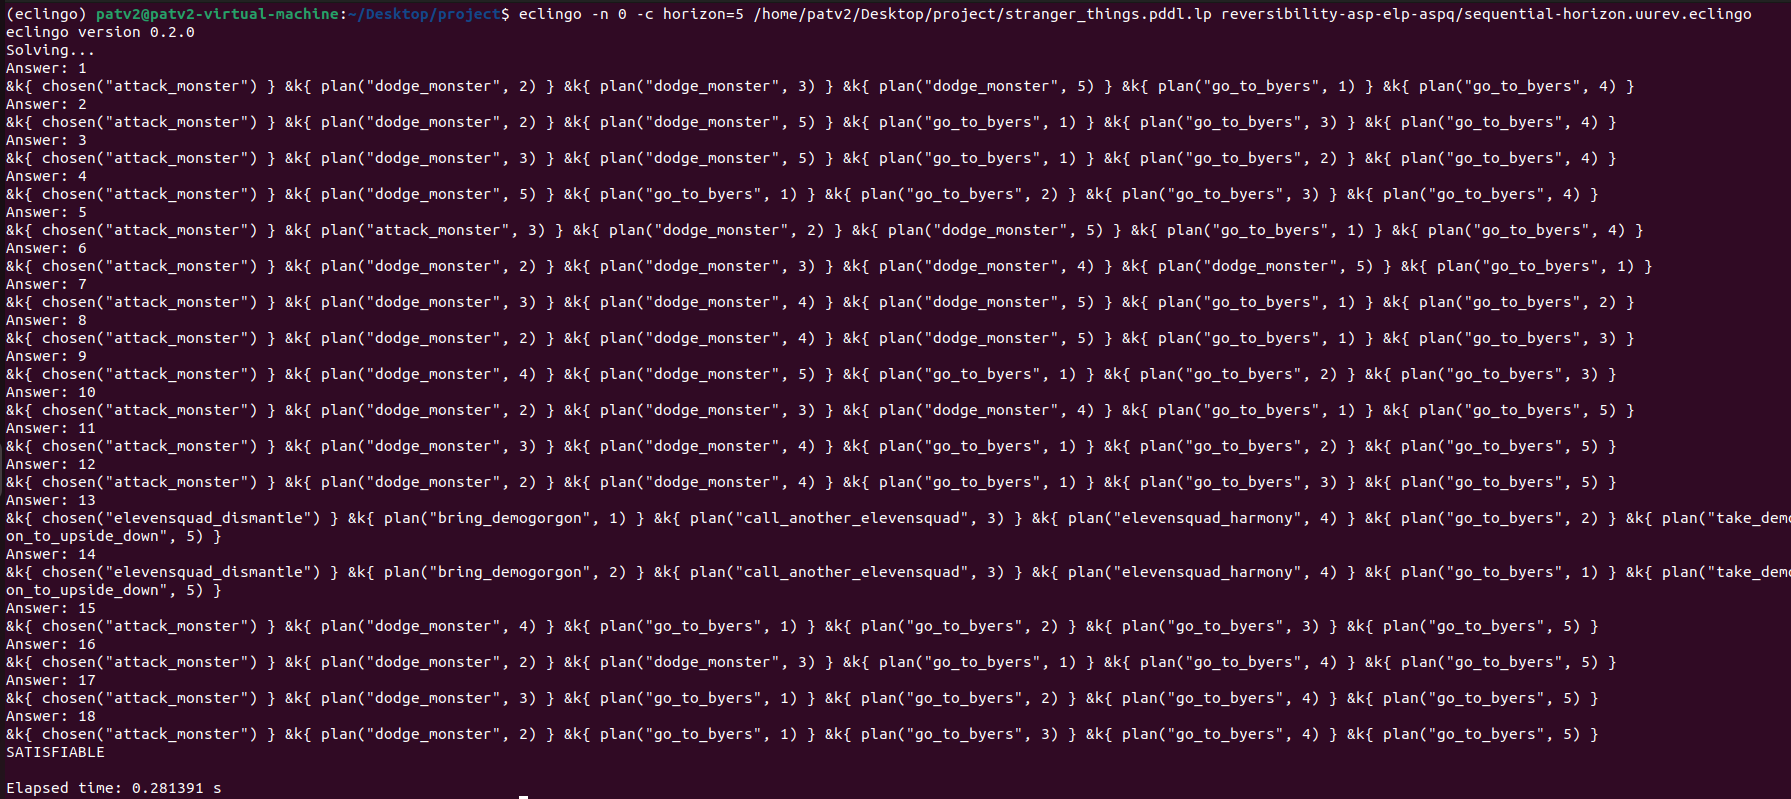 (eclingo) patv2@patv2-virtual-machine:~/Desktop/project$ eclingo -n 0 -c horizon=5 /home/patv2/Desktop/project/stranger_things.pddl.lp reversibility-asp-elp-aspq/sequential-horizon.uurev.eclingo
eclingo version 0.2.0
Solving...
Answer: 1
&k{ chosen("attack_monster") } &k{ plan("dodge_monster", 2) } &k{ plan("dodge_monster", 3) } &k{ plan("dodge_monster", 5) } &k{ plan("go_to_byers", 1) } &k{ plan("go_to_byers", 4) }
Answer: 2
&k{ chosen("attack_monster") } &k{ plan("dodge_monster", 2) } &k{ plan("dodge_monster", 5) } &k{ plan("go_to_byers", 1) } &k{ plan("go_to_byers", 3) } &k{ plan("go_to_byers", 4) }
Answer: 3
&k{ chosen("attack_monster") } &k{ plan("dodge_monster", 3) } &k{ plan("dodge_monster", 5) } &k{ plan("go_to_byers", 1) } &k{ plan("go_to_byers", 2) } &k{ plan("go_to_byers", 4) }
Answer: 4
&k{ chosen("attack_monster") } &k{ plan("dodge_monster", 5) } &k{ plan("go_to_byers", 1) } &k{ plan("go_to_byers", 2) } &k{ plan("go_to_byers", 3) } &k{ plan("go_to_byers", 4) }
Answer: 5
&k{ chosen("attack_monster") } &k{ plan("attack_monster", 3) } &k{ plan("dodge_monster", 2) } &k{ plan("dodge_monster", 5) } &k{ plan("go_to_byers", 1) } &k{ plan("go_to_byers", 4) }
Answer: 6
&k{ chosen("attack_monster") } &k{ plan("dodge_monster", 2) } &k{ plan("dodge_monster", 3) } &k{ plan("dodge_monster", 4) } &k{ plan("dodge_monster", 5) } &k{ plan("go_to_byers", 1) }
Answer: 7
&k{ chosen("attack_monster") } &k{ plan("dodge_monster", 3) } &k{ plan("dodge_monster", 4) } &k{ plan("dodge_monster", 5) } &k{ plan("go_to_byers", 1) } &k{ plan("go_to_byers", 2) }
Answer: 8
&k{ chosen("attack_monster") } &k{ plan("dodge_monster", 2) } &k{ plan("dodge_monster", 4) } &k{ plan("dodge_monster", 5) } &k{ plan("go_to_byers", 1) } &k{ plan("go_to_byers", 3) }
Answer: 9
&k{ chosen("attack_monster") } &k{ plan("dodge_monster", 4) } &k{ plan("dodge_monster", 5) } &k{ plan("go_to_byers", 1) } &k{ plan("go_to_byers", 2) } &k{ plan("go_to_byers", 3) }
Answer: 10
&k{ chosen("attack_monster") } &k{ plan("dodge_monster", 2) } &k{ plan("dodge_monster", 3) } &k{ plan("dodge_monster", 4) } &k{ plan("go_to_byers", 1) } &k{ plan("go_to_byers", 5) }
Answer: 11
&k{ chosen("attack_monster") } &k{ plan("dodge_monster", 3) } &k{ plan("dodge_monster", 4) } &k{ plan("go_to_byers", 1) } &k{ plan("go_to_byers", 2) } &k{ plan("go_to_byers", 5) }
Answer: 12
&k{ chosen("attack_monster") } &k{ plan("dodge_monster", 2) } &k{ plan("dodge_monster", 4) } &k{ plan("go_to_byers", 1) } &k{ plan("go_to_byers", 3) } &k{ plan("go_to_byers", 5) }
Answer: 13
&k{ chosen("elevensquad_dismantle") } &k{ plan("bring_demogorgon", 1) } &k{ plan("call_another_elevensquad", 3) } &k{ plan("elevensquad_harmony", 4) } &k{ plan("go_to_byers", 2) } &k{ plan("take_demo
on_to_upside_down", 5) }
Answer: 14
&k{ chosen("elevensquad_dismantle") } &k{ plan("bring_demogorgon", 2) } &k{ plan("call_another_elevensquad", 3) } &k{ plan("elevensquad_harmony", 4) } &k{ plan("go_to_byers", 1) } &k{ plan("take_demo
on_to_upside_down", 5) }
Answer: 15
&k{ chosen("attack_monster") } &k{ plan("dodge_monster", 4) } &k{ plan("go_to_byers", 1) } &k{ plan("go_to_byers", 2) } &k{ plan("go_to_byers", 3) } &k{ plan("go_to_byers", 5) }
Answer: 16
&k{ chosen("attack_monster") } &k{ plan("dodge_monster", 2) } &k{ plan("dodge_monster", 3) } &k{ plan("go_to_byers", 1) } &k{ plan("go_to_byers", 4) } &k{ plan("go_to_byers", 5) }
Answer: 17
&k{ chosen("attack_monster") } &k{ plan("dodge_monster", 3) } &k{ plan("go_to_byers", 1) } &k{ plan("go_to_byers", 2) } &k{ plan("go_to_byers", 4) } &k{ plan("go_to_byers", 5) }
Answer: 18
&k{ chosen("attack_monster") } &k{ plan("dodge_monster", 2) } &k{ plan("go_to_byers", 1) } &k{ plan("go_to_byers", 3) } &k{ plan("go_to_byers", 4) } &k{ plan("go_to_byers", 5) }
SATISFIABLE
Elapsed time: 0.281391 s